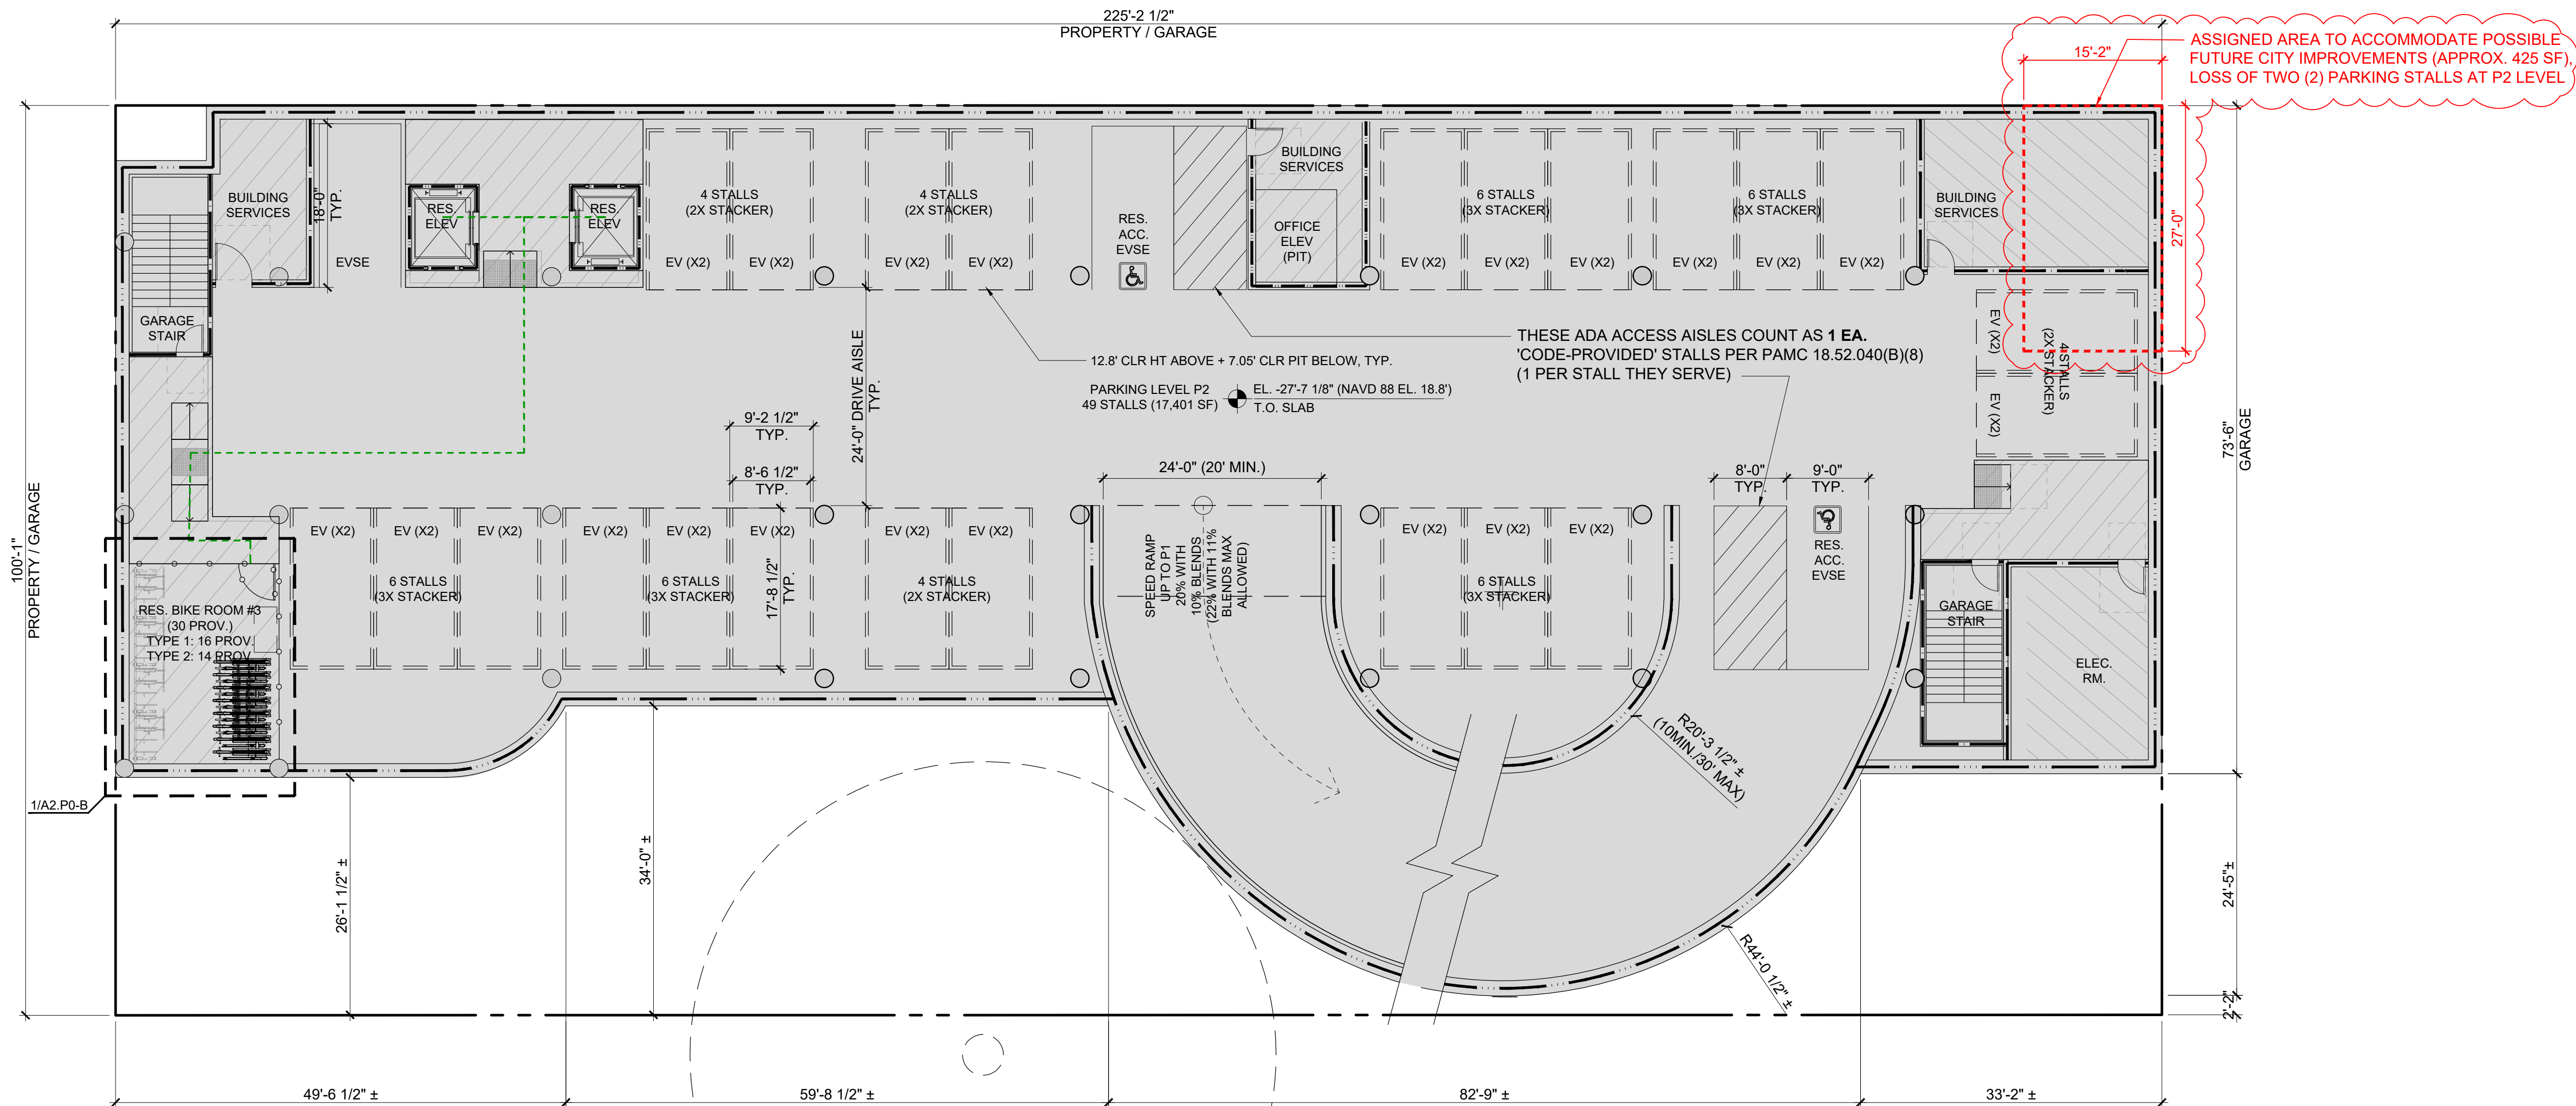 225'-2 1/2"
PROPERTY / GARAGE
15'-2"
ASSIGNED AREA TO ACCOMMODATE POSSIBLE
FUTURE CITY IMPROVEMENTS (APPROX. 425 SF),
LOSS OF TWO (2) PARKING STALLS AT P2 LEVEL
BUILDING
SERVICES
18'-0"
TYP.
EVSE
RES.
ELEV
RES.
ELEV
4 STALLS
(2X STACKER)
EV (X2)
EV (X2)
4 STALLS
(2X STACKER)
EV (X2)
EV (X2)
RES.
ACC.
EVSE
BUILDING
SERVICES
OFFICE
ELEV
(PIT)
6 STALLS
(3X STACKER)
EV (X2)
EV (X2)
EV (X2)
6 STALLS
(3X STACKER)
EV (X2)
EV (X2)
EV (X2)
BUILDING
SERVICES
27'-0"
GARAGE
STAIR
24'-0" DRIVE AISLE
TYP.
12.8' CLR HT ABOVE + 7.05' CLR PIT BELOW, TYP.
PARKING LEVEL P2
49 STALLS (17,401 SF)
EL. -27'-7 1/8" (NAVD 88 EL. 18.8')
T.O. SLAB
THESE ADA ACCESS AISLES COUNT AS 1 EA.
'CODE-PROVIDED' STALLS PER PAMC 18.52.040(B)(8)
(1 PER STALL THEY SERVE)
EV (X2)
EV (X2)
4 STALLS
(2X STACKER)
73'-6"
GARAGE
9'-2 1/2"
TYP.
8'-6 1/2"
TYP.
24'-0" (20' MIN.)
8'-0"
TYP.
9'-0"
TYP.
100'-1"
PROPERTY / GARAGE
EV (X2)
EV (X2)
EV (X2)
6 STALLS
(3X STACKER)
EV (X2)
EV (X2)
EV (X2)
6 STALLS
(3X STACKER)
17'-8 1/2"
TYP.
EV (X2)
EV (X2)
4 STALLS
(2X STACKER)
SPEED RAMP
UP TO P1
20% WITH
10% BLENDS
(22% WITH 11%
BLENDS MAX
ALLOWED)
EV (X2)
EV (X2)
EV (X2)
6 STALLS
(3X STACKER)
RES.
ACC.
EVSE
RES. BIKE ROOM #3
(30 PROV.)
TYPE 1: 16 PROV.
TYPE 2: 14 PROV.
GARAGE
STAIR
ELEC.
RM.
R20'-3 1/2" ±
(10MIN./30' MAX)
1/A2.P0-B
26'-1 1/2" ±
34'-0" ±
R44'-0 1/2" ±
24'-5"±
2'-2"
49'-6 1/2" ±
59'-8 1/2" ±
82'-9" ±
33'-2" ±